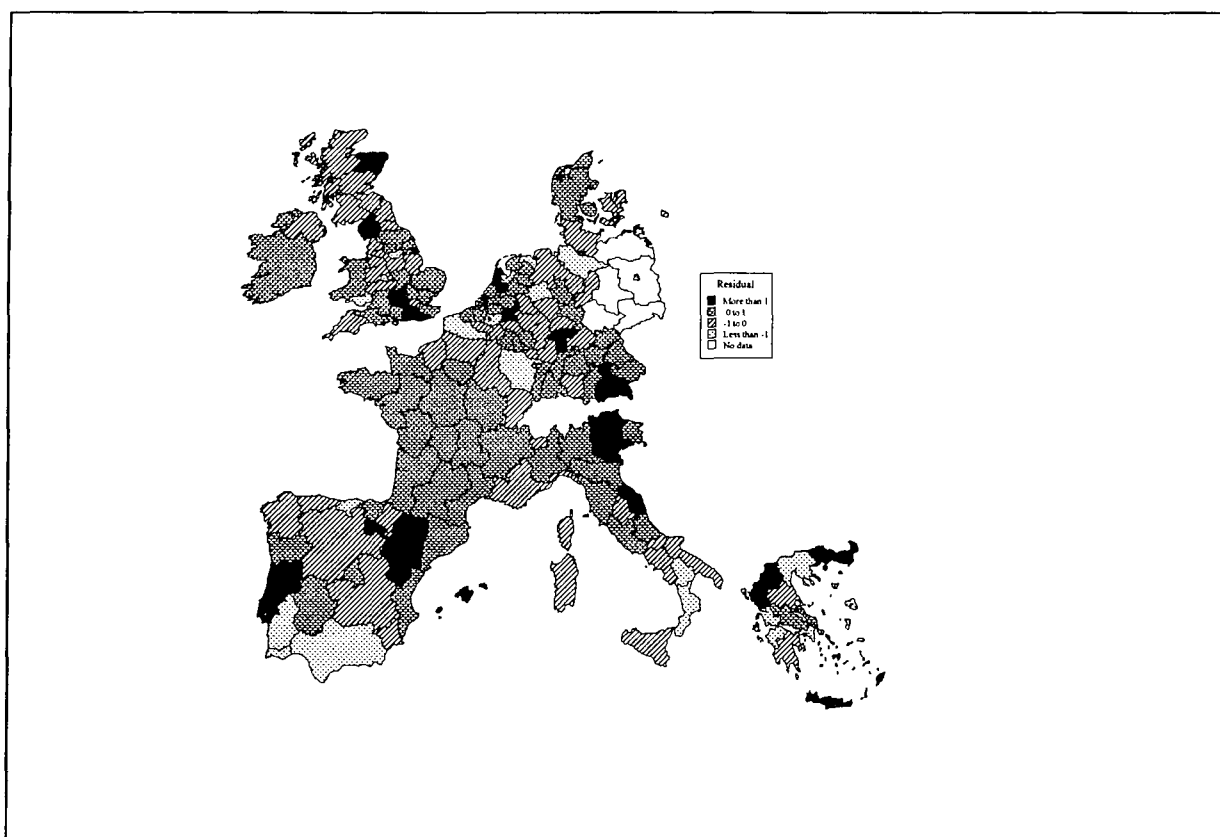 Residual
More than 1
0 to 1
-1 to 0
Less than -1
No data